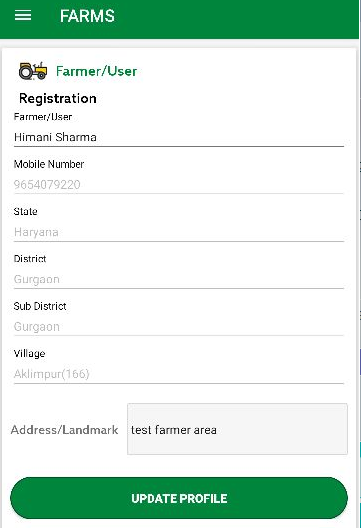 FARMS
Farmer/User
Registration
Farmer/User
Himani Sharma
Mobile Number
9654079220
State
Haryana
District
Gurgaon
Sub District
Gurgaon
Village
Aklimpur(166)
Address/Landmark test farmer area
UPDATE PROFILE